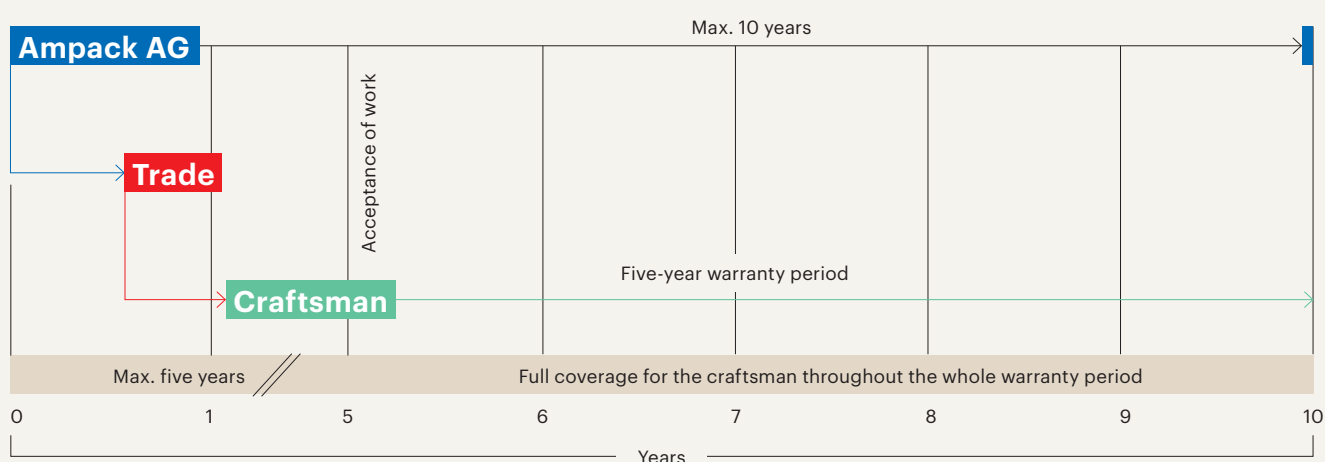 Max. 10 years
Ampack AG
Acceptance of work
Trade
Five-year warranty period
Craftsman
Max. five years
Full coverage for the craftsman throughout the whole warranty period
0 1 5 6 7 8 9 10
Years